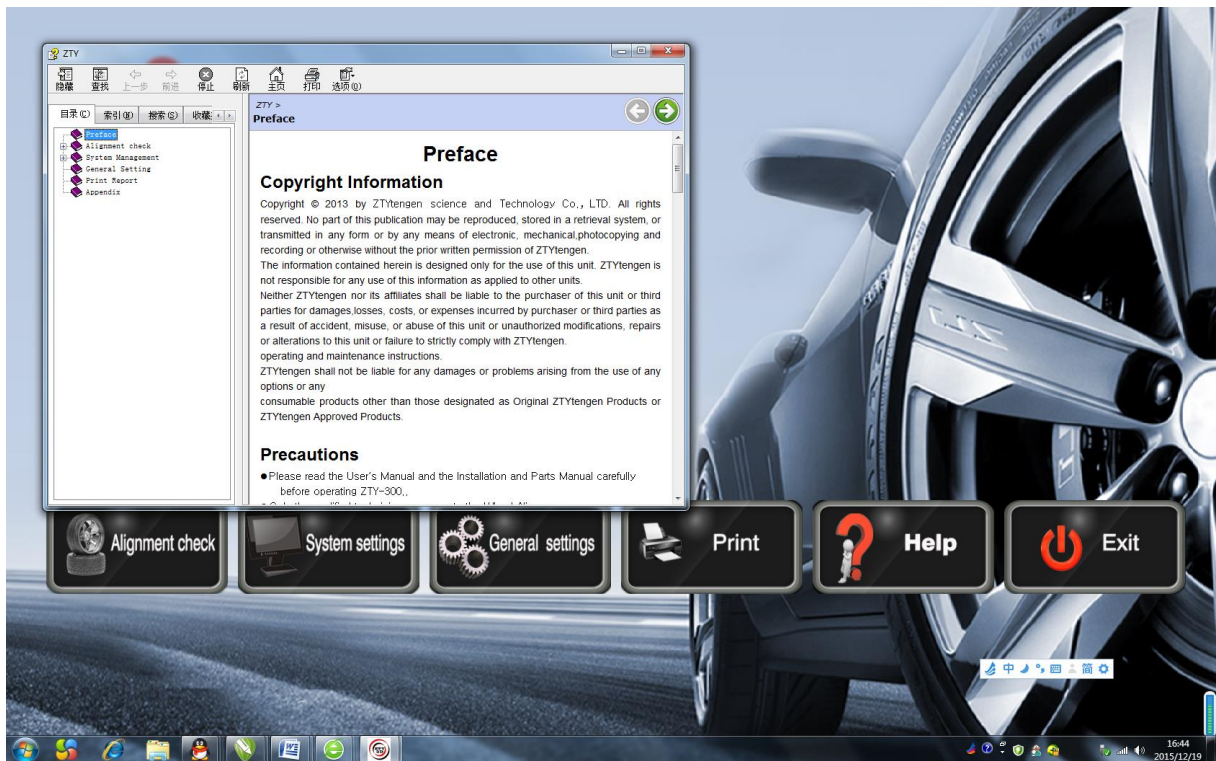 ZTY
隐藏 查找 上一步 前进 停止 刷新 主页 打印 选项(O)
目录(C) 索引(N) 搜索(S) 收藏
Preface
Alignment check
System Management
General Setting
Print Report
Appendix
ZTY >
Preface
Preface
Copyright Information
Copyright © 2013 by ZTYtengen science and Technology Co., LTD. All rights
reserved. No part of this publication may be reproduced, stored in a retrieval system, or
transmitted in any form or by any means of electronic, mechanical,photocopying and
recording or otherwise without the prior written permission of ZTYtengen.
The information contained herein is designed only for the use of this unit. ZTYtengen is
not responsible for any use of this information as applied to other units.
Neither ZTYtengen nor its affiliates shall be liable to the purchaser of this unit or third
parties for damages,losses, costs, or expenses incurred by purchaser or third parties as
a result of accident, misuse, or abuse of this unit or unauthorized modifications, repairs
or alterations to this unit or failure to strictly comply with ZTYtengen.
operating and maintenance instructions.
ZTYtengen shall not be liable for any damages or problems arising from the use of any
options or any
consumable products other than those designated as Original ZTYtengen Products or
ZTYtengen Approved Products.
Precautions
●Please read the User's Manual and the Installation and Parts Manual carefully
before operating ZTY-300,.
Alignment check
System settings
General settings
Print
Help
Exit
中 简
16:44
2015/12/19